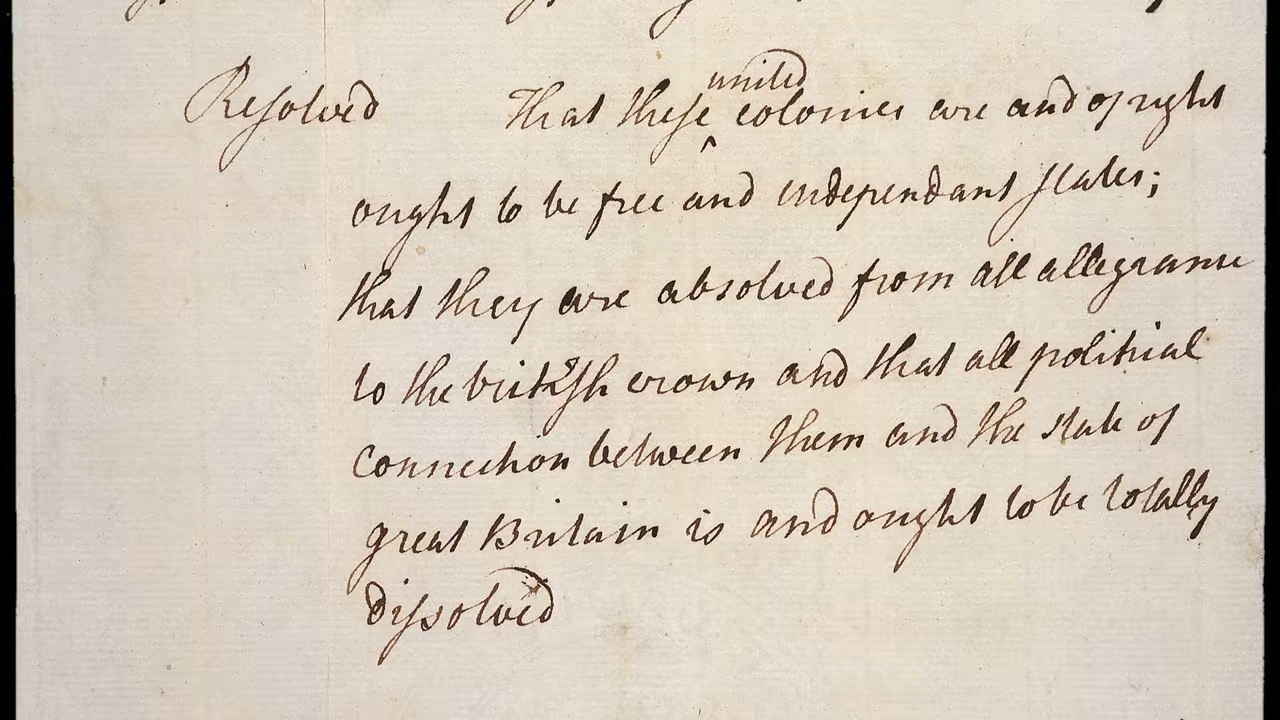 united
Resolved That these ^ colonies are and of right
ought to be free and independant states;
that they are absolved from all allegiance
to the british crown and that all political
connection between them and the state of
great Britain is and ought to be totally
dissolved